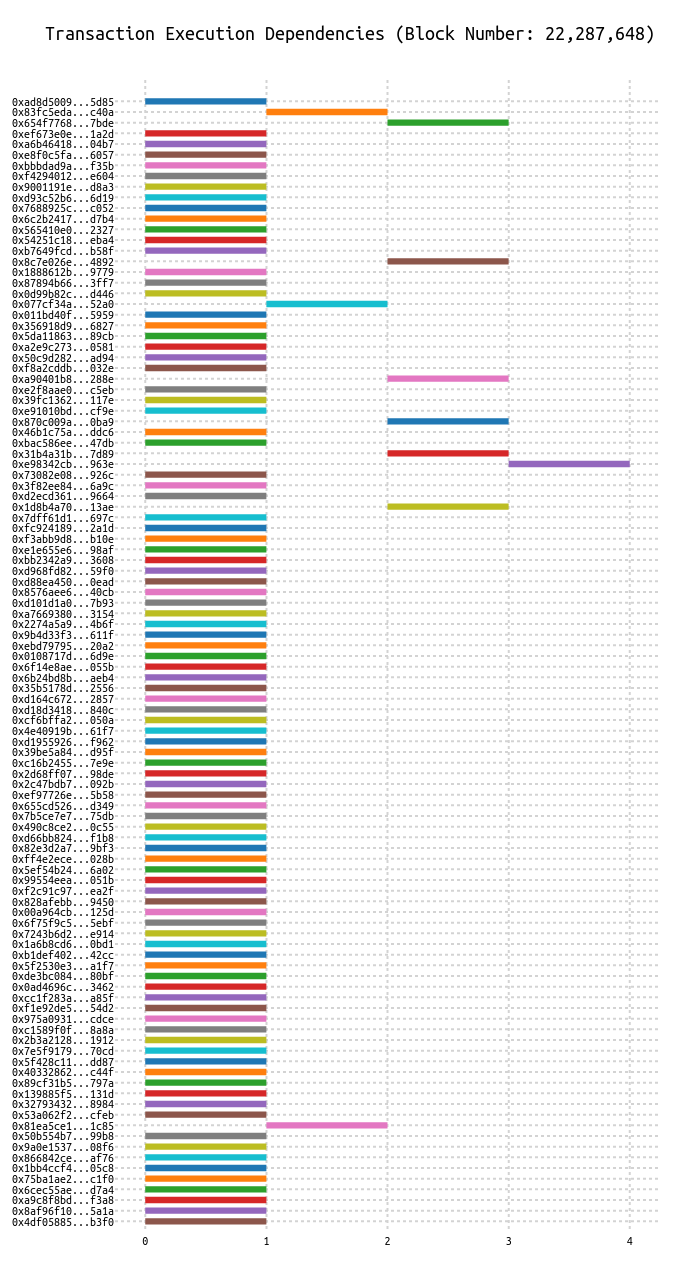 Transaction Execution Dependencies (Block Number: 22,287,648)
0xad8d5009...5d85
0x83fc5eda...c40a
0x654f7768...7bde
0xef673e0e...1a2d
0xa6b46418...04b7
0xe8f0c5fa...6057
0xbbbdad9a...f35b
0xf4294012...e604
0x9001191e...d8a3
0xd93c52b6...6d19
0x7688925c...c052
0x6c2b2417...d7b4
0x565410e0...2327
0x54251c18...eba4
0xb7649fcd...b58f
0x8c7e026e...4892
0x1888612b...9779
0x87894b66...3ff7
0x0d99b82c...d446
0x077cf34a...52a0
0x011bd40f...5959
0x356918d9...6827
0x5da11863...89cb
0xa2e9c273...0581
0x50c9d282...ad94
0xf8a2cddb...032e
0xa90401b8...288e
0xe2f8aae0...c5eb
0x39fc1362...117e
0xe91010bd...cf9e
0x870c009a...0ba9
0x46b1c75a...ddc6
0xbac586ee...47db
0x31b4a31b...7d89
0xe98342cb...963e
0x73082e08...926c
0x3f82ee84...6a9c
0xd2ecd361...9664
0x1d8b4a70...13ae
0x7dff61d1...697c
0xfc924189...2a1d
0xf3abb9d8...b10e
0xe1e655e6...98af
0xbb2342a9...3608
0xd968fd82...59f0
0xd88ea450...0ead
0x8576aee6...40cb
0xd101d1a0...7b93
0xa7669380...3154
0x2274a5a9...4b6f
0x9b4d33f3...611f
0xebd79795...20a2
0x0108717d...6d9e
0x6f14e8ae...055b
0x6b24bd8b...aeb4
0x35b5178d...2556
0xd164c672...2857
0xd18d3418...840c
0xcf6bffa2...050a
0x4e40919b...61f7
0xd1955926...f962
0x39be5a84...d95f
0xc16b2455...7e9e
0x2d68ff07...98de
0x2c47bdb7...092b
0xef97726e...5b58
0x655cd526...d349
0x7b5ce7e7...75db
0x490c8ce2...0c55
0xd66bb824...f1b8
0x82e3d2a7...9bf3
0xff4e2ece...028b
0x5ef54b24...6a02
0x99554eea...051b
0xf2c91c97...ea2f
0x828afebb...9450
0x00a964cb...125d
0x6f75f9c5...5ebf
0x7243b6d2...e914
0x1a6b8cd6...0bd1
0xb1def402...42cc
0x5f2530e3...a1f7
0xde3bc084...80bf
0x0ad4696c...3462
0xcc1f283a...a85f
0xf1e92de5...54d2
0x975a0931...cdce
0xc1589f0f...8a8a
0x2b3a2128...1912
0x7e5f9179...70cd
0x5f428c11...dd87
0x40332862...c44f
0x89cf31b5...797a
0x139885f5...131d
0x32793432...8984
0x53a062f2...cfeb
0x81ea5ce1...1c85
0x50b554b7...99b8
0x9a0e1537...08f6
0x866842ce...af76
0x1bb4ccf4...05c8
0x75ba1ae2...c1f0
0x6cec55ae...d7a4
0xa9c8f8bd...f3a8
0x8af96f10...5a1a
0x4df05885...b3f0
0 1 2 3 4